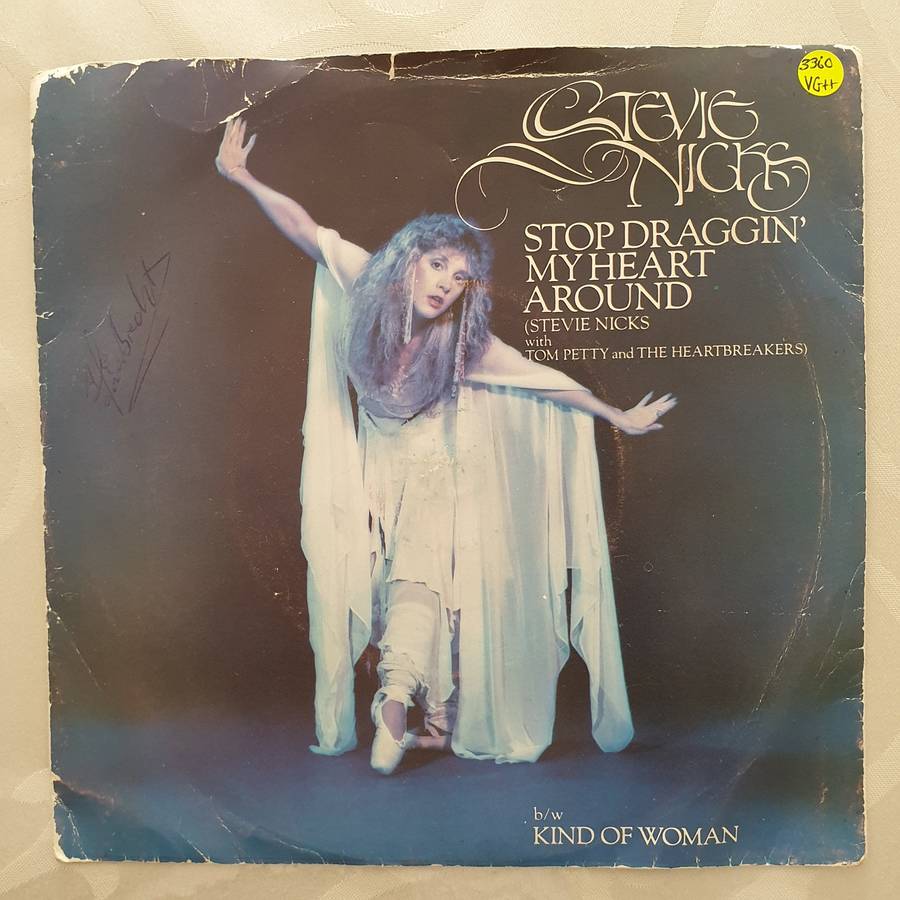 3360
VG++
STEVIE
NICKS
STOP DRAGGIN'
MY HEART
AROUND
(STEVIE NICKS
with
TOM PETTY and THE HEARTBREAKERS)
b/w
KIND OF WOMAN